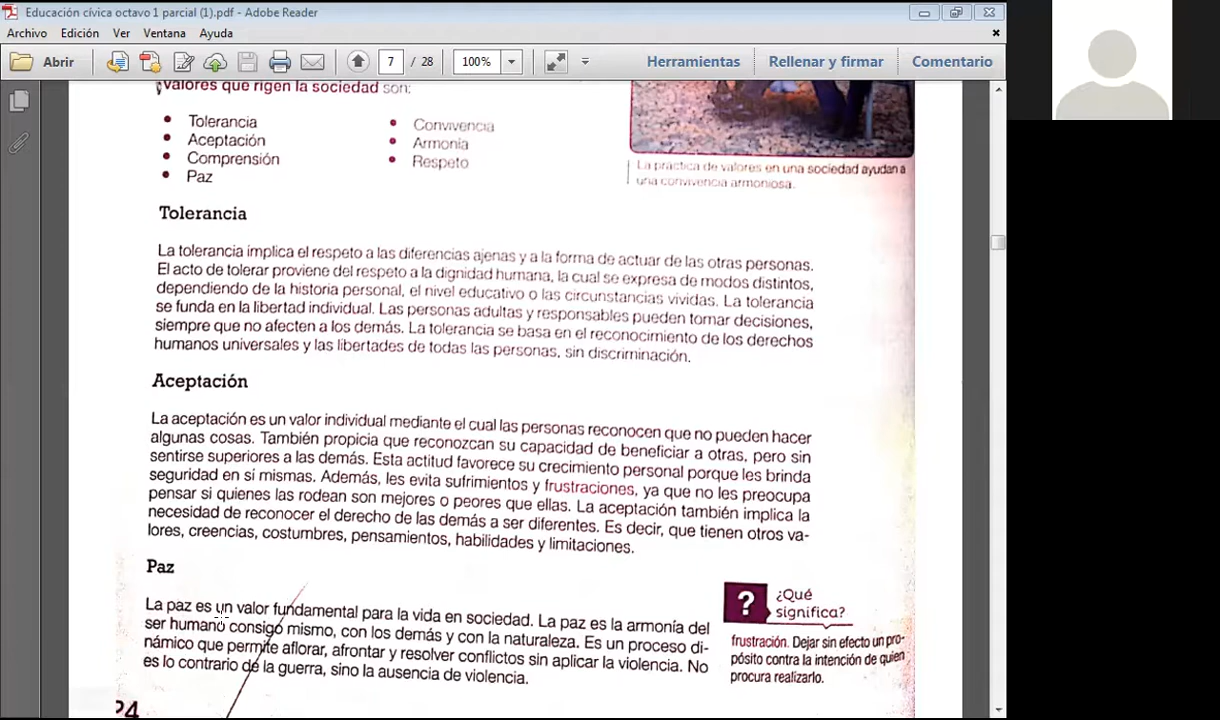 Educación cívica octavo 1 parcial (1).pdf - Adobe Reader
Archivo Edición Ver Ventana Ayuda
Abrir 7 / 28 100% Herramientas Rellenar y firmar Comentario
Valores que rigen la sociedad son:
• Tolerancia
• Aceptación
• Comprensión
• Paz
• Convivencia
• Armonía
• Respeto
La práctica de valores en una sociedad ayudan a
una convivencia armoniosa.
Tolerancia
La tolerancia implica el respeto a las diferencias ajenas y a la forma de actuar de las otras personas.
El acto de tolerar proviene del respeto a la dignidad humana, la cual se expresa de modos distintos,
dependiendo de la historia personal, el nivel educativo o las circunstancias vividas. La tolerancia
se funda en la libertad individual. Las personas adultas y responsables pueden tomar decisiones,
siempre que no afecten a los demás. La tolerancia se basa en el reconocimiento de los derechos
humanos universales y las libertades de todas las personas, sin discriminación.
Aceptación
La aceptación es un valor individual mediante el cual las personas reconocen que no pueden hacer
algunas cosas. También propicia que reconozcan su capacidad de beneficiar a otras, pero sin
sentirse superiores a las demás. Esta actitud favorece su crecimiento personal porque les brinda
seguridad en sí mismas. Además, les evita sufrimientos y frustraciones, ya que no les preocupa
pensar si quienes las rodean son mejores o peores que ellas. La aceptación también implica la
necesidad de reconocer el derecho de las demás a ser diferentes. Es decir, que tienen otros va-
lores, creencias, costumbres, pensamientos, habilidades y limitaciones.
Paz
La paz es un valor fundamental para la vida en sociedad. La paz es la armonía del
ser humano consigo mismo, con los demás y con la naturaleza. Es un proceso di-
námico que permite aflorar, afrontar y resolver conflictos sin aplicar la violencia. No
es lo contrario de la guerra, sino la ausencia de violencia.
? ¿Qué
significa?
frustración. Dejar sin efecto un pro-
pósito contra la intención de quien
procura realizarlo.
24